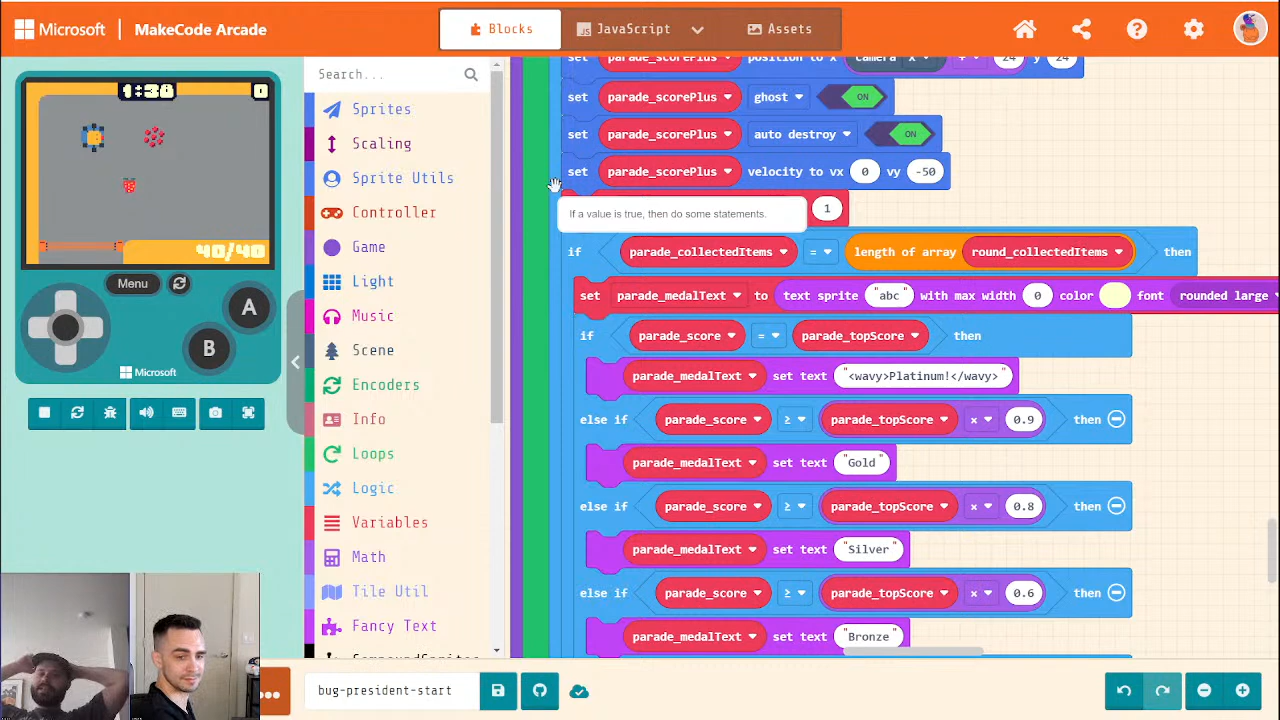 Microsoft | MakeCode Arcade
Blocks
JavaScript
Assets
1:38
0
40/40
Menu
A
B
Microsoft
Search...
Sprites
Scaling
Sprite Utils
Controller
Game
Light
Music
Scene
Encoders
Info
Loops
Logic
Variables
Math
Tile Util
Fancy Text
CompoundSprites
set parade_scorePlus position to x camera x + 24 y 24
set parade_scorePlus ghost ON
set parade_scorePlus auto destroy ON
set parade_scorePlus velocity to vx 0 vy -50
1
If a value is true, then do some statements.
if parade_collectedItems = length of array round_collectedItems then
set parade_medalText to text sprite "abc" with max width 0 color font rounded large
if parade_score = parade_topScore then
parade_medalText set text "<wavy>Platinum!</wavy>"
else if parade_score ≥ parade_topScore × 0.9 then
parade_medalText set text "Gold"
else if parade_score ≥ parade_topScore × 0.8 then
parade_medalText set text "Silver"
else if parade_score ≥ parade_topScore × 0.6 then
parade_medalText set text "Bronze"
bug-president-start